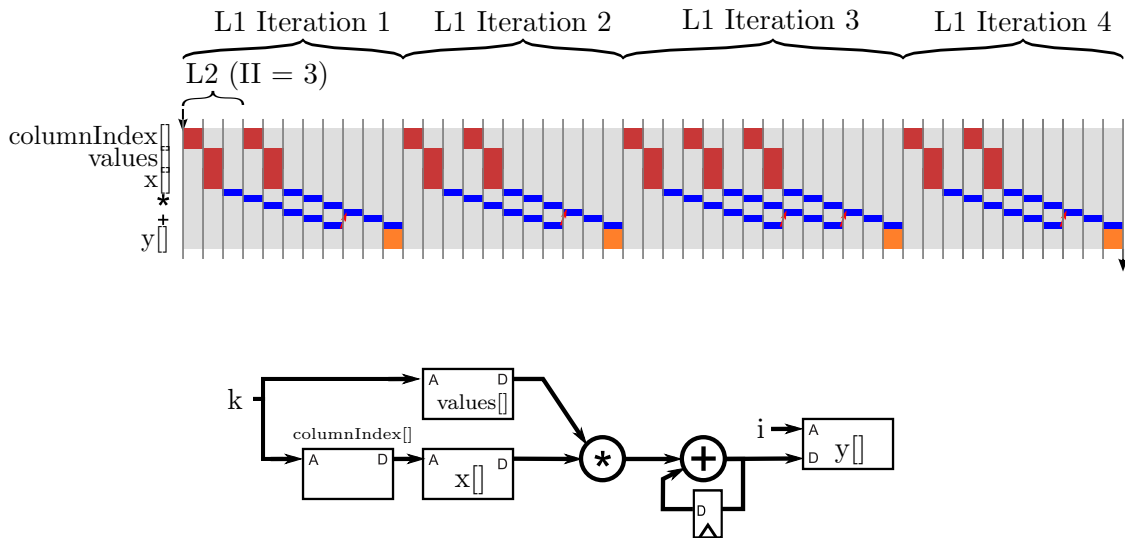 L1 Iteration 1 L1 Iteration 2 L1 Iteration 3 L1 Iteration 4
L2 (II = 3)
columnIndex[]
values[]
x[]
*
+
y[]
k
A D
values[]
columnIndex[]
A D
A D
x[]
*
+
i
A
D
y[]
D